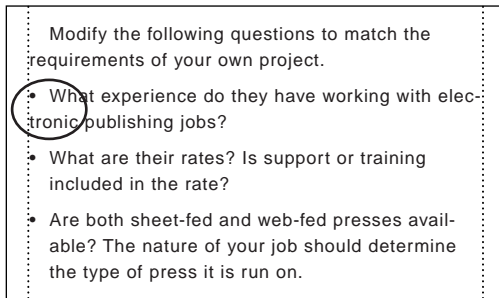 Modify the following questions to match the
requirements of your own project.
• What experience do they have working with elec-
tronic publishing jobs?
• What are their rates? Is support or training
included in the rate?
• Are both sheet-fed and web-fed presses avail-
able? The nature of your job should determine
the type of press it is run on.